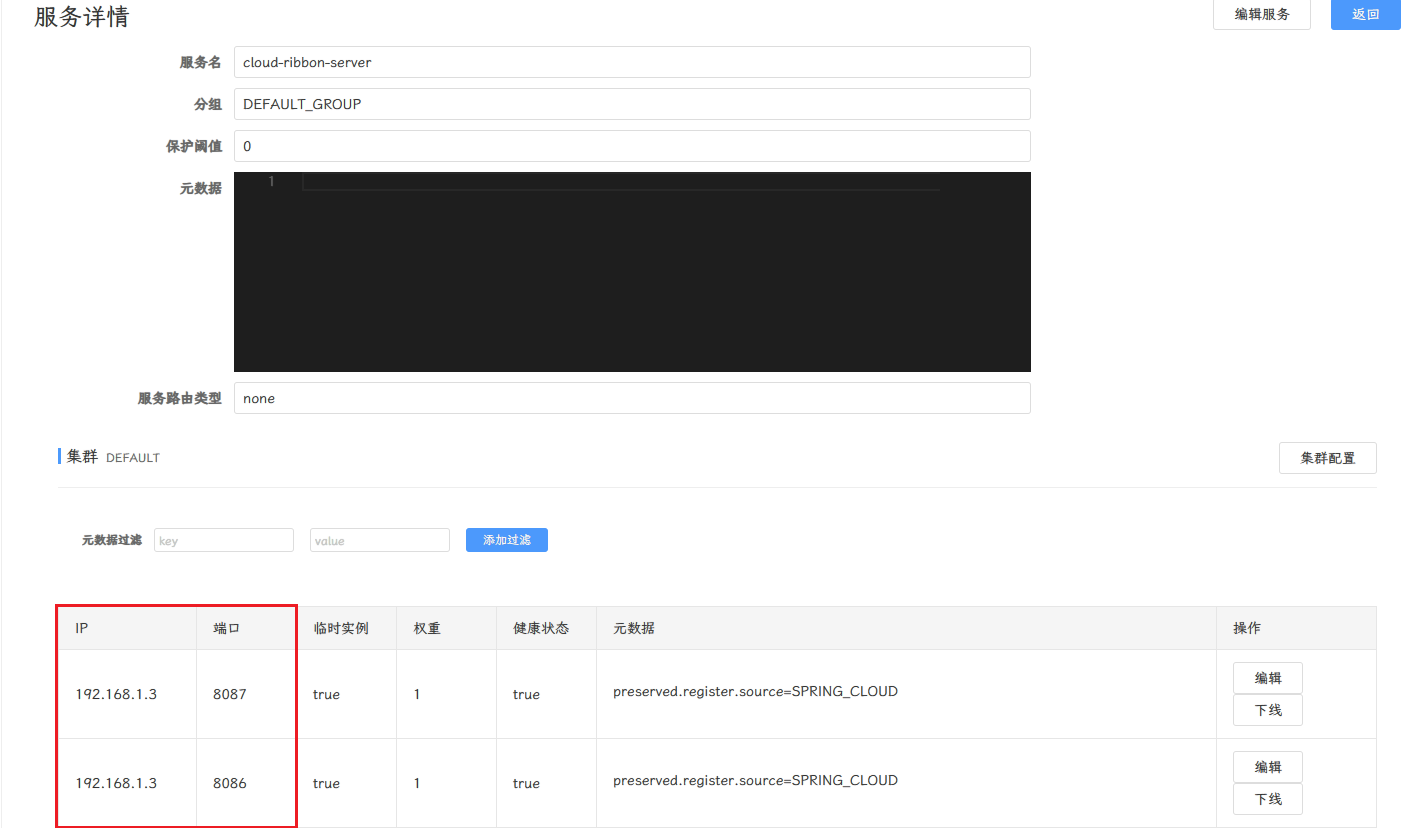 服务详情 编辑服务 返回
服务名 cloud-ribbon-server
分组 DEFAULT_GROUP
保护阈值 0
元数据 1
服务路由类型 none
集群 DEFAULT 集群配置
元数据过滤 key value 添加过滤
IP 端口 临时实例 权重 健康状态 元数据 操作
192.168.1.3 8087 true 1 true preserved.register.source=SPRING_CLOUD 编辑
下线
192.168.1.3 8086 true 1 true preserved.register.source=SPRING_CLOUD 编辑
下线